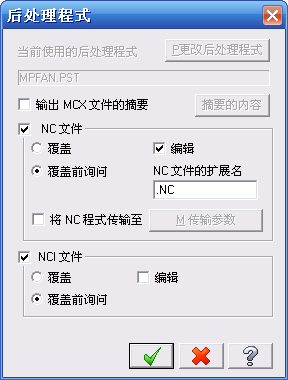 后处理程式
当前使用的后处理程式 P更改后处理程式
MPFAN.PST
输出 MCX 文件的摘要 摘要的内容
NC 文件
覆盖 编辑
覆盖前询问 NC 文件的扩展名
.NC
将 NC 程式传输至 M 传输参数
NCI 文件
覆盖 编辑
覆盖前询问